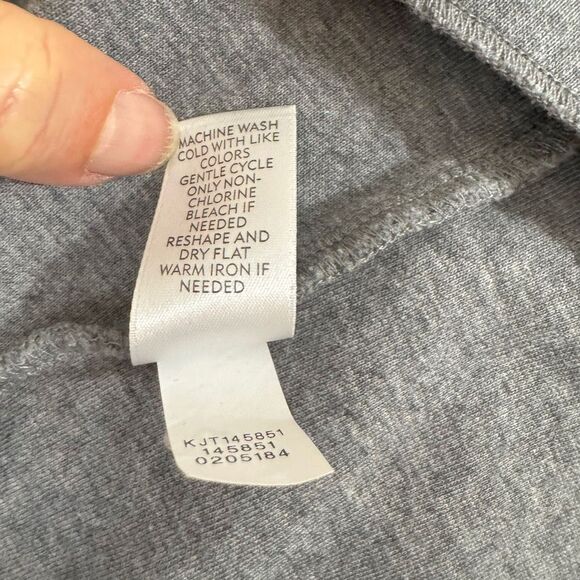 MACHINE WASH
COLD WITH LIKE
COLORS
GENTLE CYCLE
ONLY NON-
CHLORINE
BLEACH IF
NEEDED
RESHAPE AND
DRY FLAT
WARM IRON IF
NEEDED
KJT145851
145851
0205184